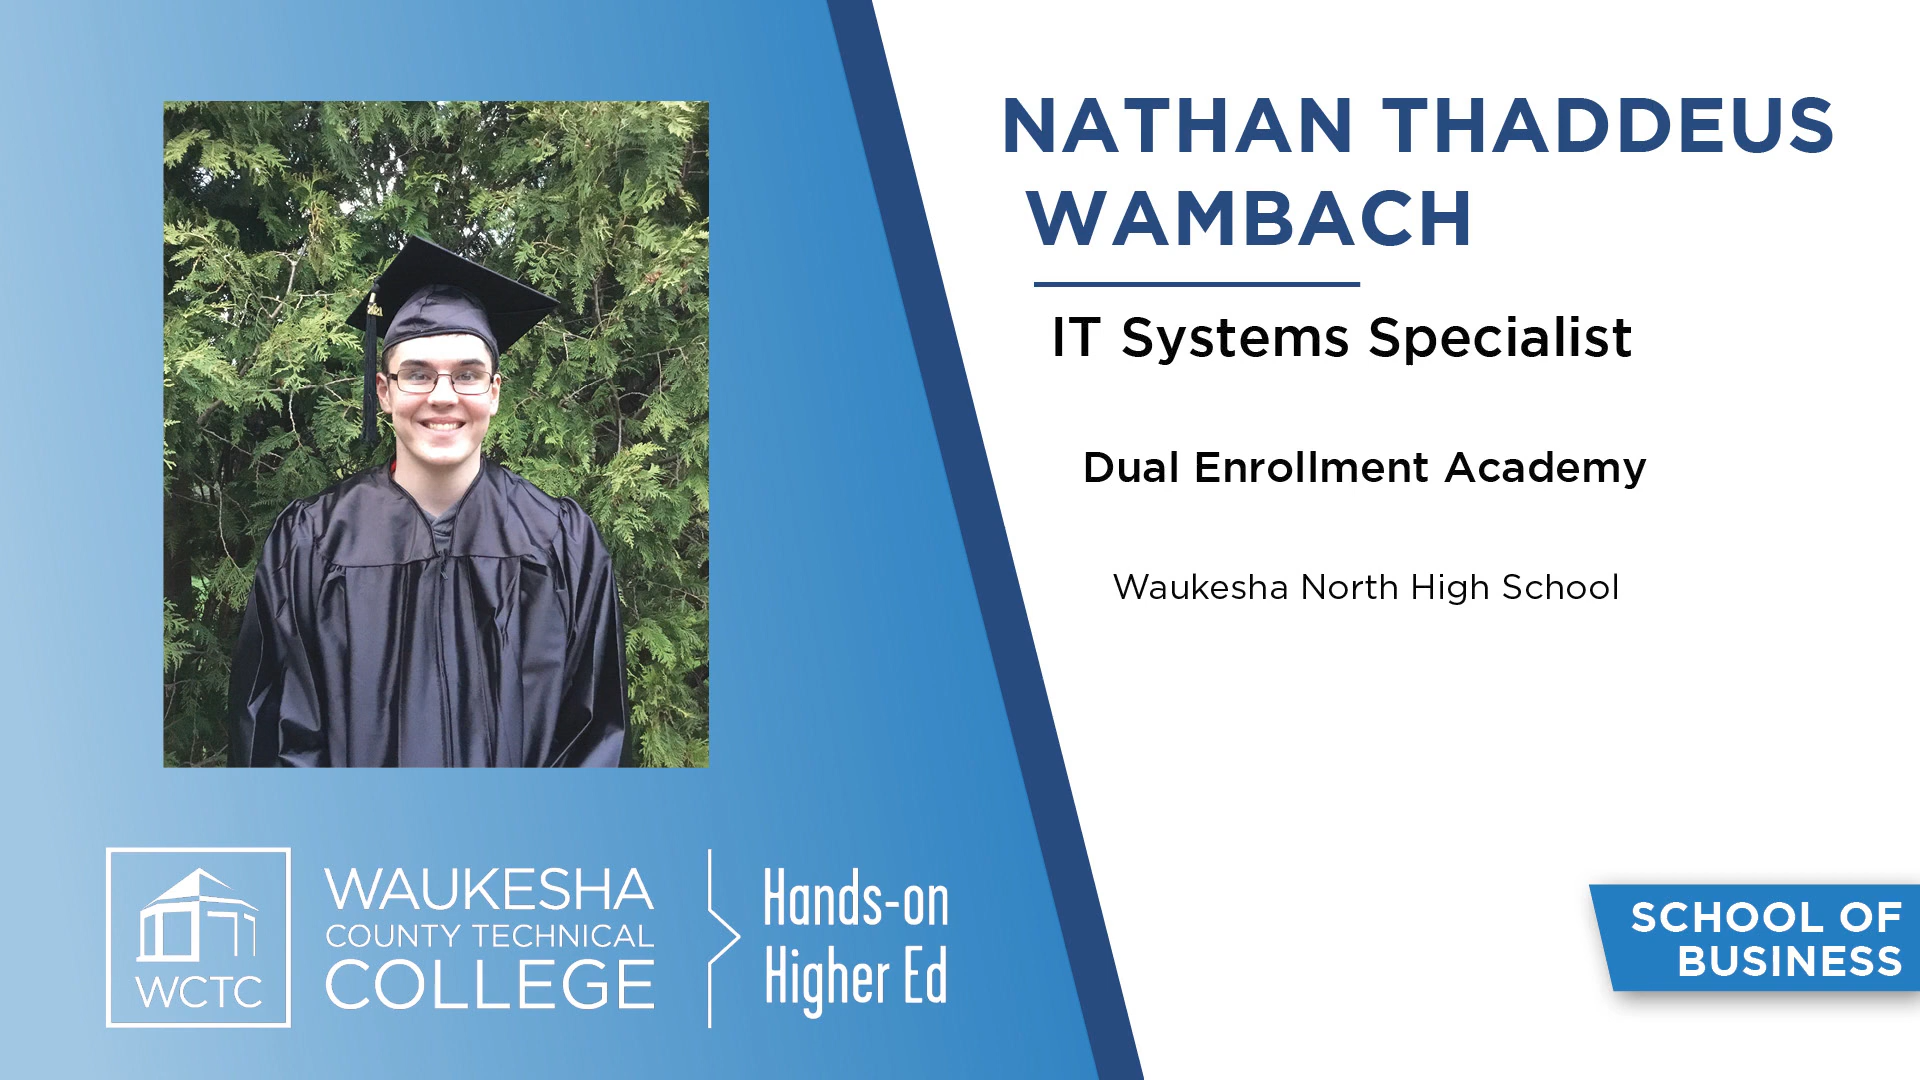 NATHAN THADDEUS
WAMBACH
IT Systems Specialist
Dual Enrollment Academy
Waukesha North High School
WCTC
WAUKESHA
COUNTY TECHNICAL
COLLEGE
Hands-on
Higher Ed
SCHOOL OF
BUSINESS